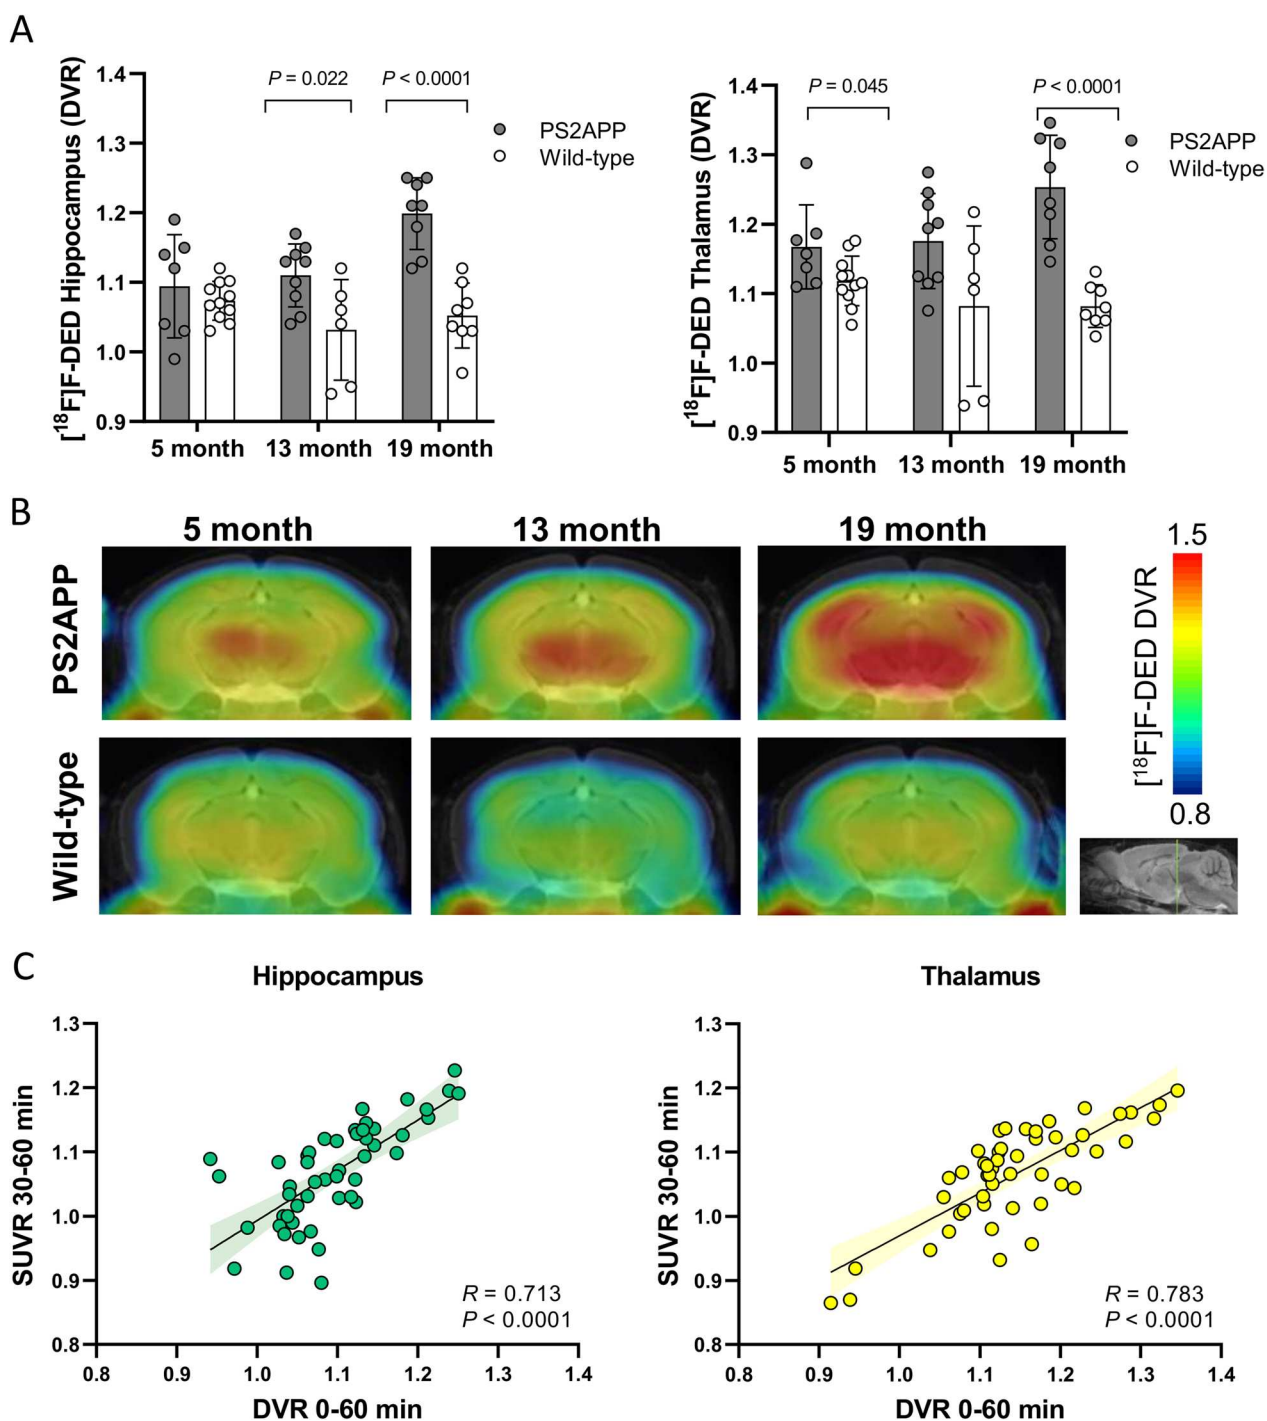 A
[¹⁸F]F-DED Hippocampus (DVR)
1.4
1.3
1.2
1.1
1.0
0.9
P = 0.022
P < 0.0001
PS2APP
Wild-type
5 month
13 month
19 month
[¹⁸F]F-DED Thalamus (DVR)
1.4
1.3
1.2
1.1
1.0
0.9
P = 0.045
P < 0.0001
PS2APP
Wild-type
5 month
13 month
19 month
B
5 month
13 month
19 month
PS2APP
Wild-type
1.5
[¹⁸F]F-DED DVR
0.8
C
Hippocampus
SUVR 30-60 min
1.3
1.2
1.1
1.0
0.9
0.8
R = 0.713
P < 0.0001
0.8 0.9 1.0 1.1 1.2 1.3 1.4
DVR 0-60 min
Thalamus
SUVR 30-60 min
1.3
1.2
1.1
1.0
0.9
0.8
R = 0.783
P < 0.0001
0.8 0.9 1.0 1.1 1.2 1.3 1.4
DVR 0-60 min